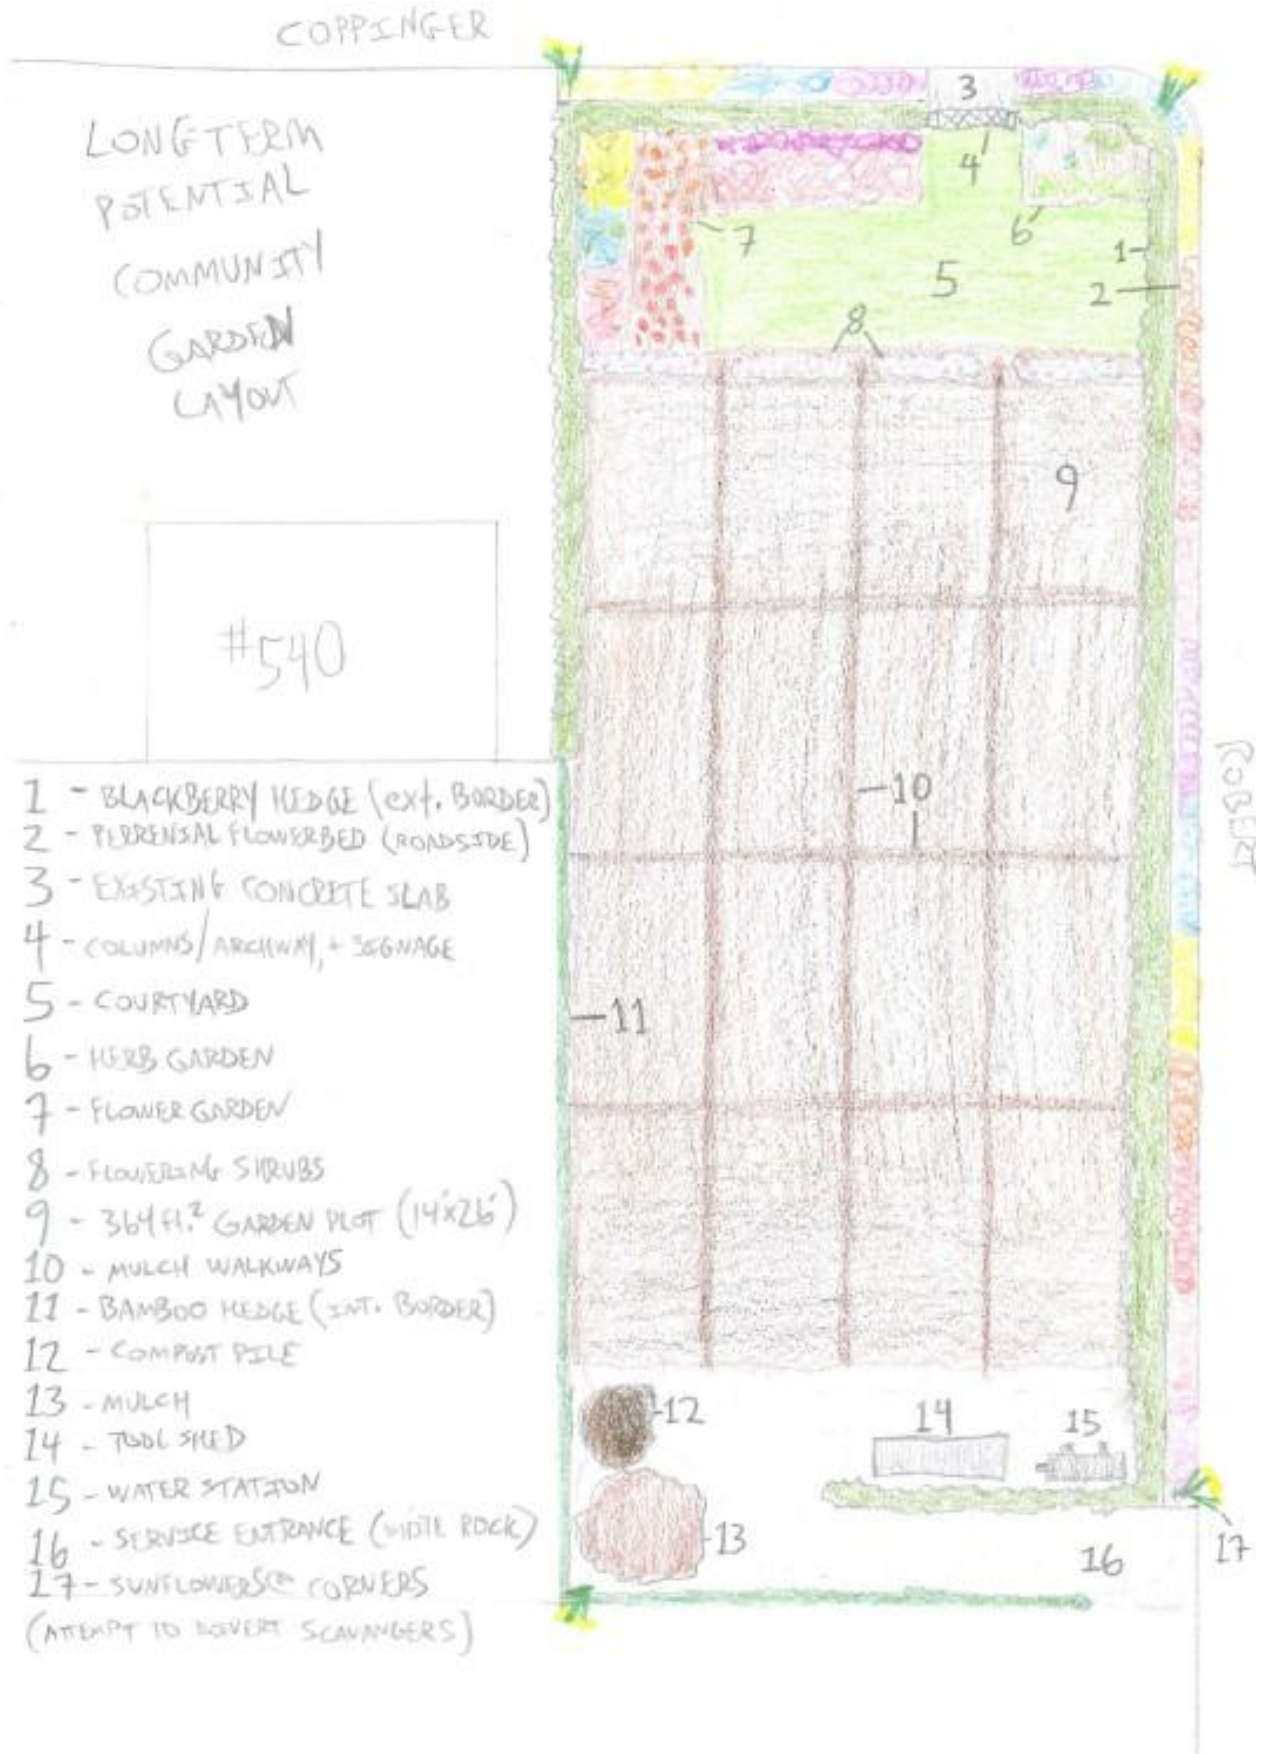 COPPINGER
LONG TERM
POTENTIAL
COMMUNITY
GARDEN
LAYOUT
#540
3
4
6
7
5
1
2
8
9
10
11
ROBERT
12
13
14
15
16
17
1 - BLACKBERRY HEDGE (ext. BORDER)
2 - PERRENIAL FLOWERBED (ROADSIDE)
3 - EXISTING CONCRETE SLAB
4 - COLUMNS/ARCHWAY, + SIGNAGE
5 - COURTYARD
6 - HERB GARDEN
7 - FLOWER GARDEN
8 - FLOWERING SHRUBS
9 - 364 ft.² GARDEN PLOT (14'x26')
10 - MULCH WALKWAYS
11 - BAMBOO HEDGE (INT. BORDER)
12 - COMPOST PILE
13 - MULCH
14 - TOOL SHED
15 - WATER STATION
16 - SERVICE ENTRANCE (WHITE ROCK)
17 - SUNFLOWERS @ CORNERS
(ATTEMPT TO DIVERT SCAVANGERS)